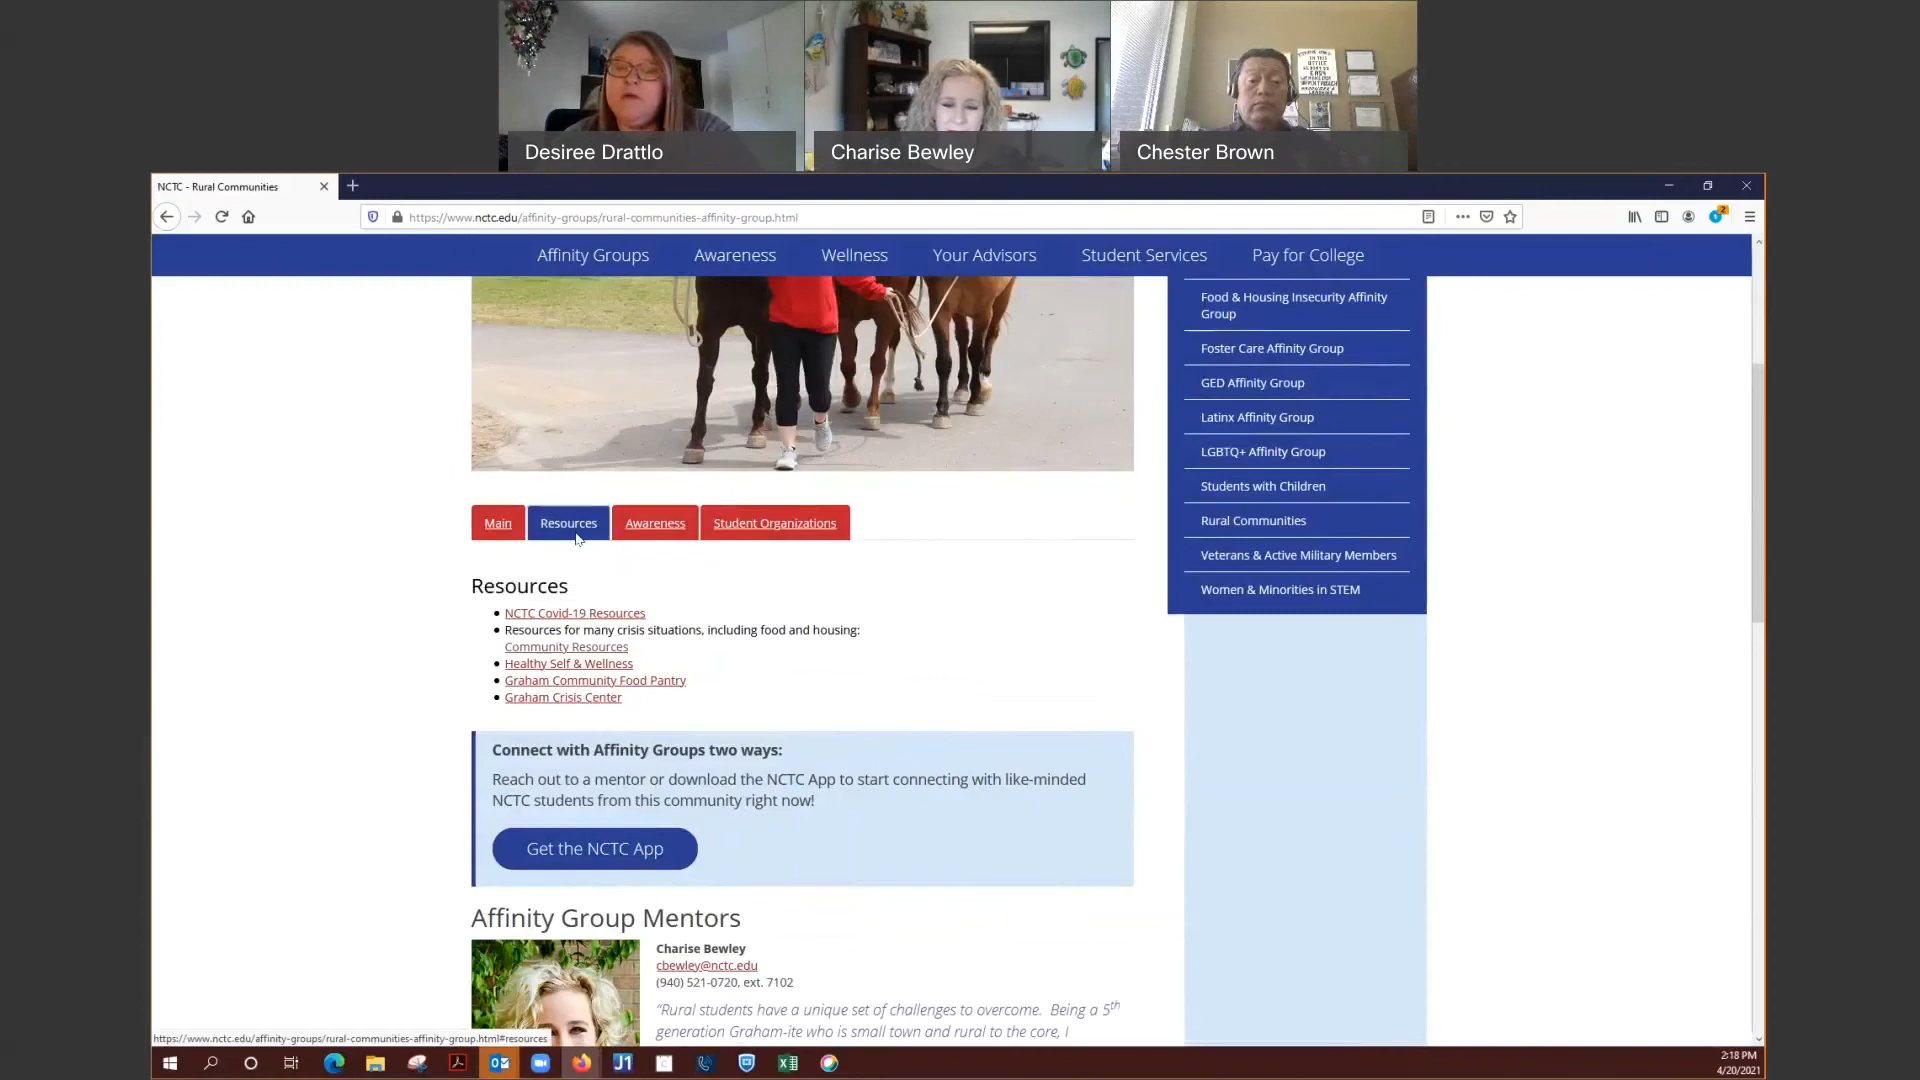 Desiree Drattlo
Charise Bewley
Chester Brown
NCTC - Rural Communities
https://www.nctc.edu/affinity-groups/rural-communities-affinity-group.html
2
Affinity Groups
Awareness
Wellness
Your Advisors
Student Services
Pay for College
Food & Housing Insecurity Affinity
Group
Foster Care Affinity Group
GED Affinity Group
Latinx Affinity Group
LGBTQ+ Affinity Group
Students with Children
Rural Communities
Veterans & Active Military Members
Women & Minorities in STEM
Main
Resources
Awareness
Student Organizations
Resources
NCTC Covid-19 Resources
Resources for many crisis situations, including food and housing:
Community Resources
Healthy Self & Wellness
Graham Community Food Pantry
Graham Crisis Center
Connect with Affinity Groups two ways:
Reach out to a mentor or download the NCTC App to start connecting with like-minded
NCTC students from this community right now!
Get the NCTC App
Affinity Group Mentors
Charise Bewley
cbewley@nctc.edu
(940) 521-0720, ext. 7102
“Rural students have a unique set of challenges to overcome. Being a 5th
generation Graham-ite who is small town and rural to the core, I
https://www.nctc.edu/affinity-groups/rural-communities-affinity-group.html#resources
J1
2:18 PM
4/20/2021